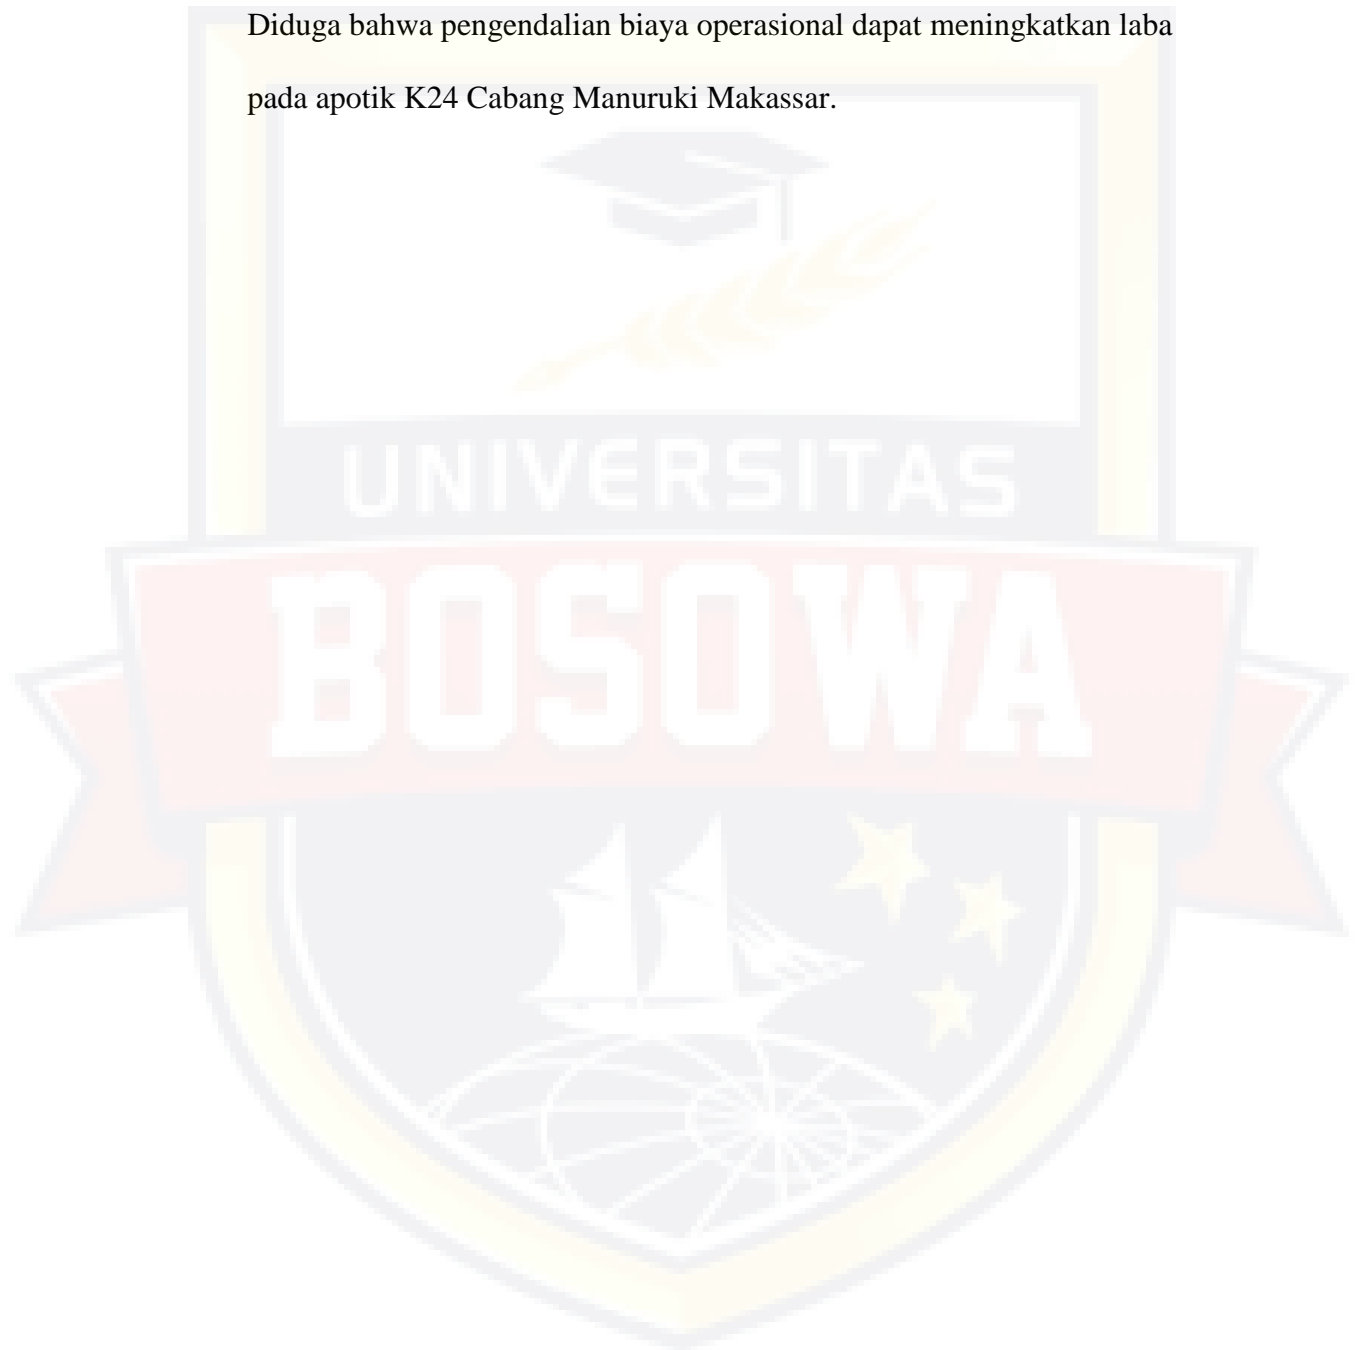 Diduga bahwa pengendalian biaya operasional dapat meningkatkan laba
pada apotik K24 Cabang Manuruki Makassar.
UNIVERSITAS
BOSOWA